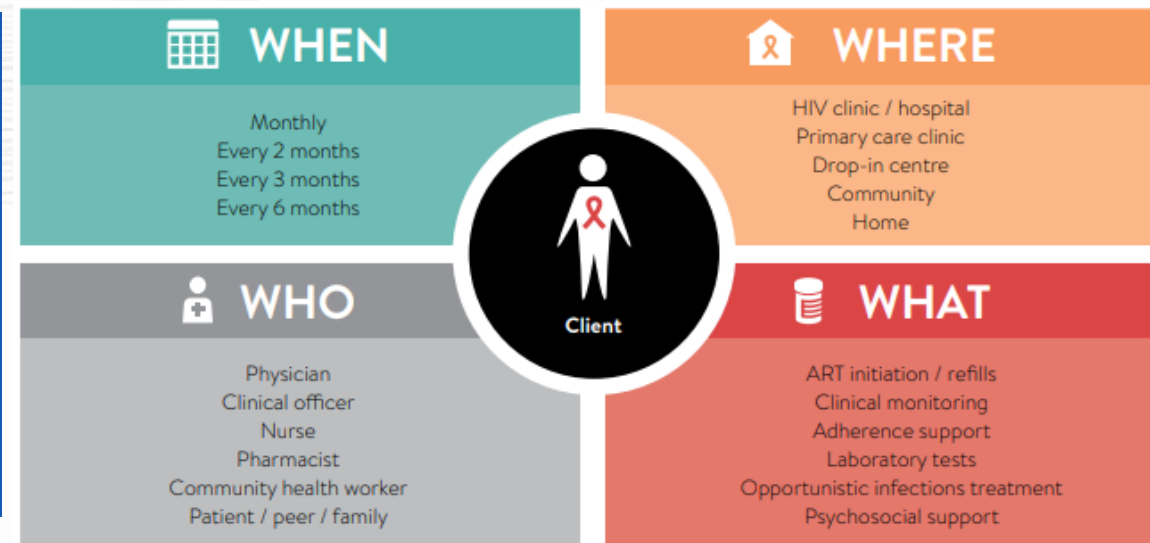 WHEN
Monthly
Every 2 months
Every 3 months
Every 6 months
WHERE
HIV clinic / hospital
Primary care clinic
Drop-in centre
Community
Home
Client
WHO
Physician
Clinical officer
Nurse
Pharmacist
Community health worker
Patient / peer / family
WHAT
ART initiation / refills
Clinical monitoring
Adherence support
Laboratory tests
Opportunistic infections treatment
Psychosocial support